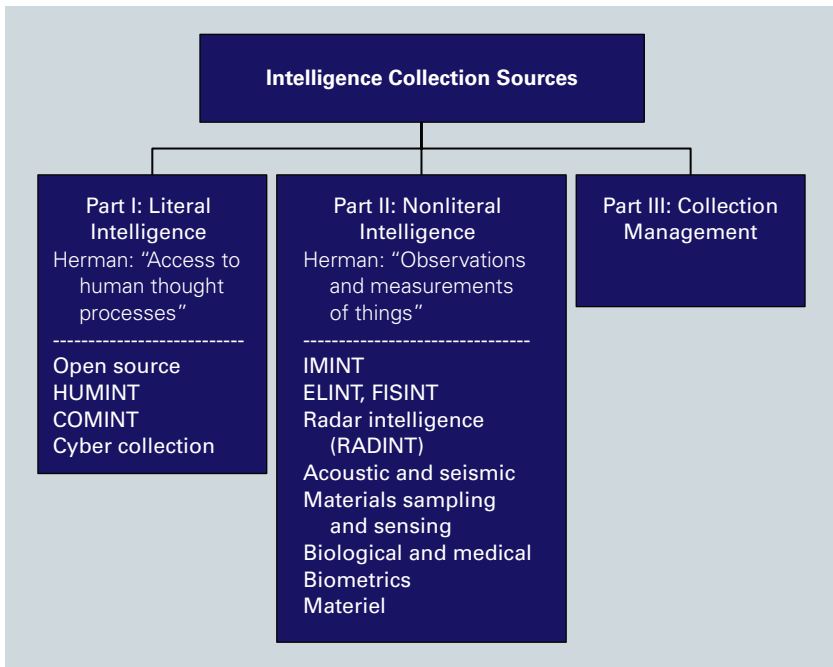 Intelligence Collection Sources
Part I: Literal
Intelligence
Herman: “Access to
human thought
processes”
---------------------------
Open source
HUMINT
COMINT
Cyber collection
Part II: Nonliteral
Intelligence
Herman: “Observations
and measurements
of things”
--------------------------------
IMINT
ELINT, FISINT
Radar intelligence
(RADINT)
Acoustic and seismic
Materials sampling
and sensing
Biological and medical
Biometrics
Materiel
Part III: Collection
Management